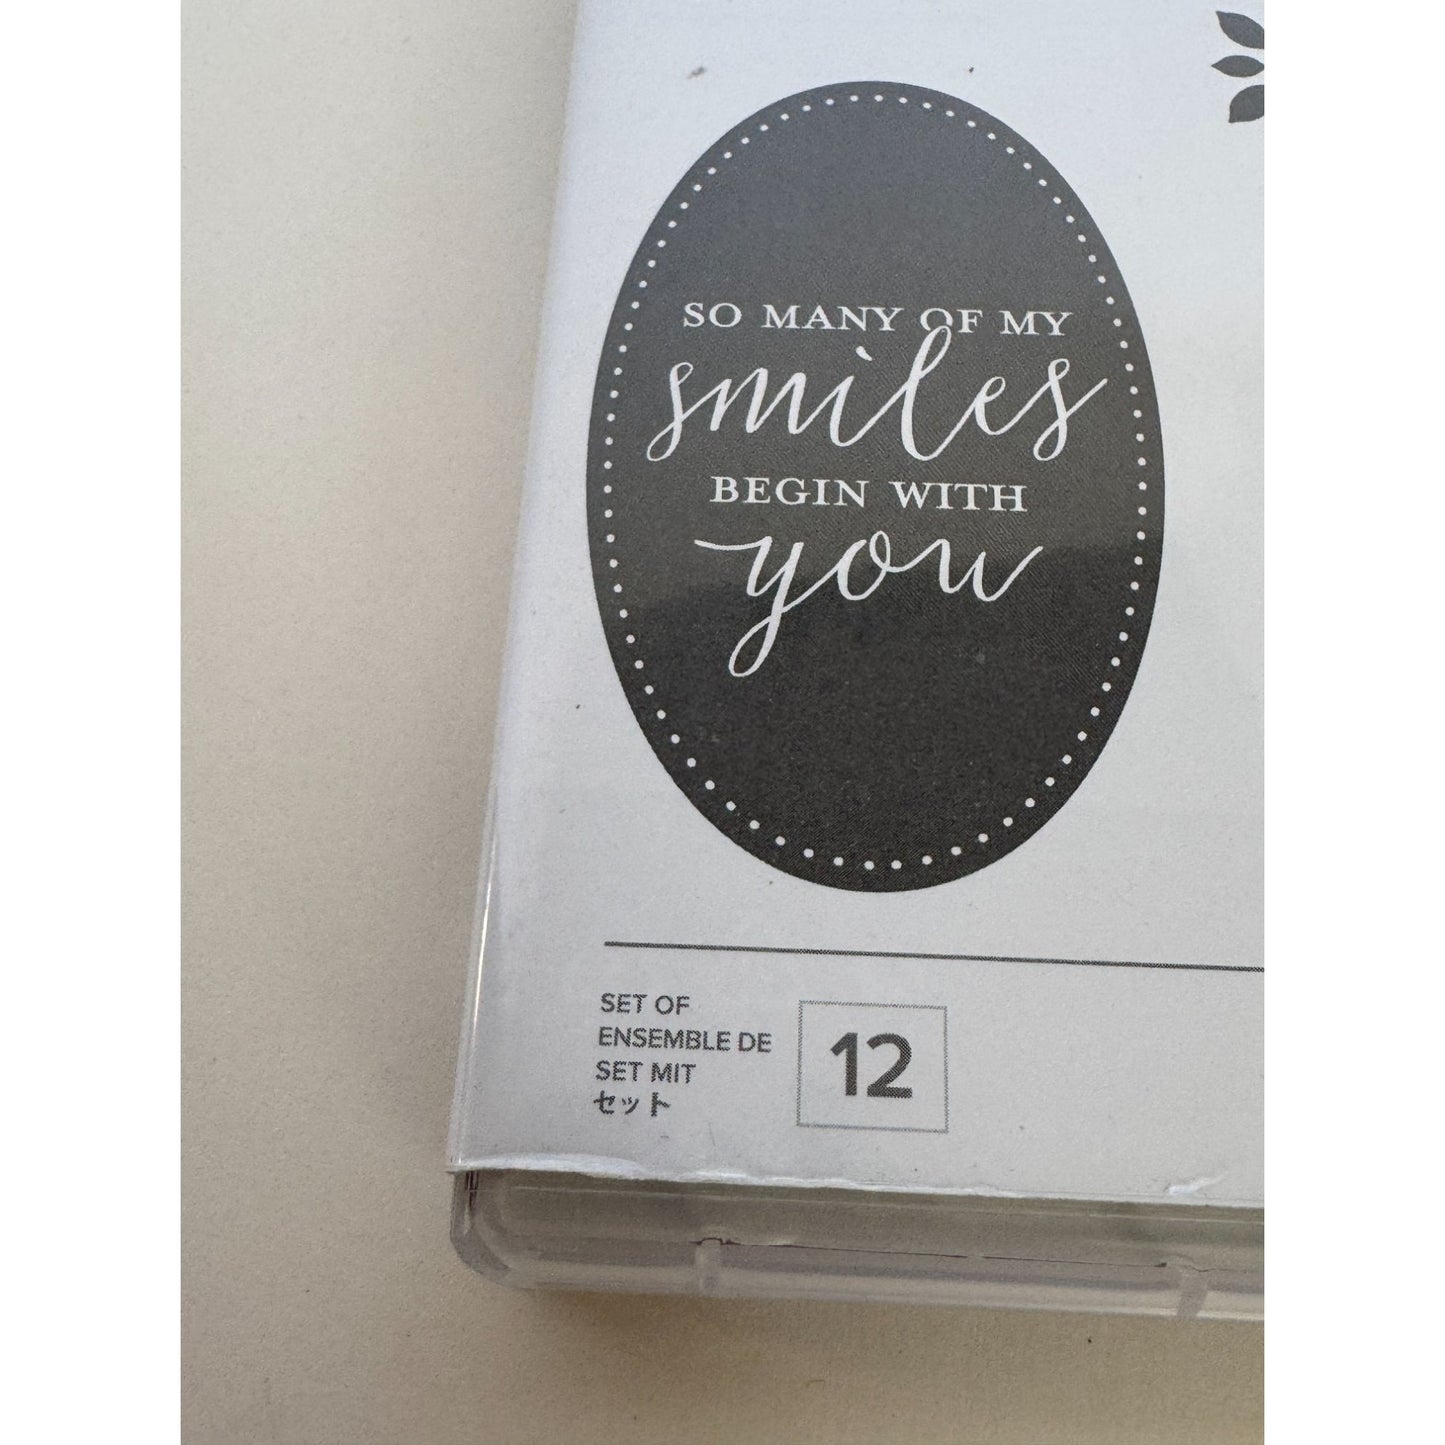 SO MANY OF MY
smiles
BEGIN WITH
you
SET OF
ENSEMBLE DE
SET MIT
セット
12